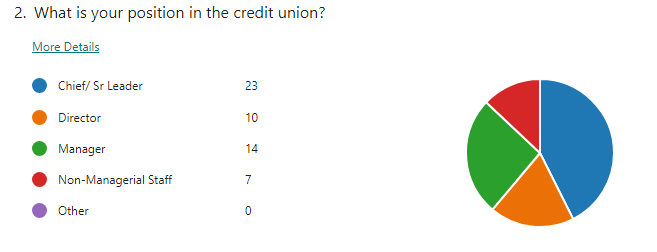 2. What is your position in the credit union?
More Details
Chief/ Sr Leader 23
Director 10
Manager 14
Non-Managerial Staff 7
Other 0